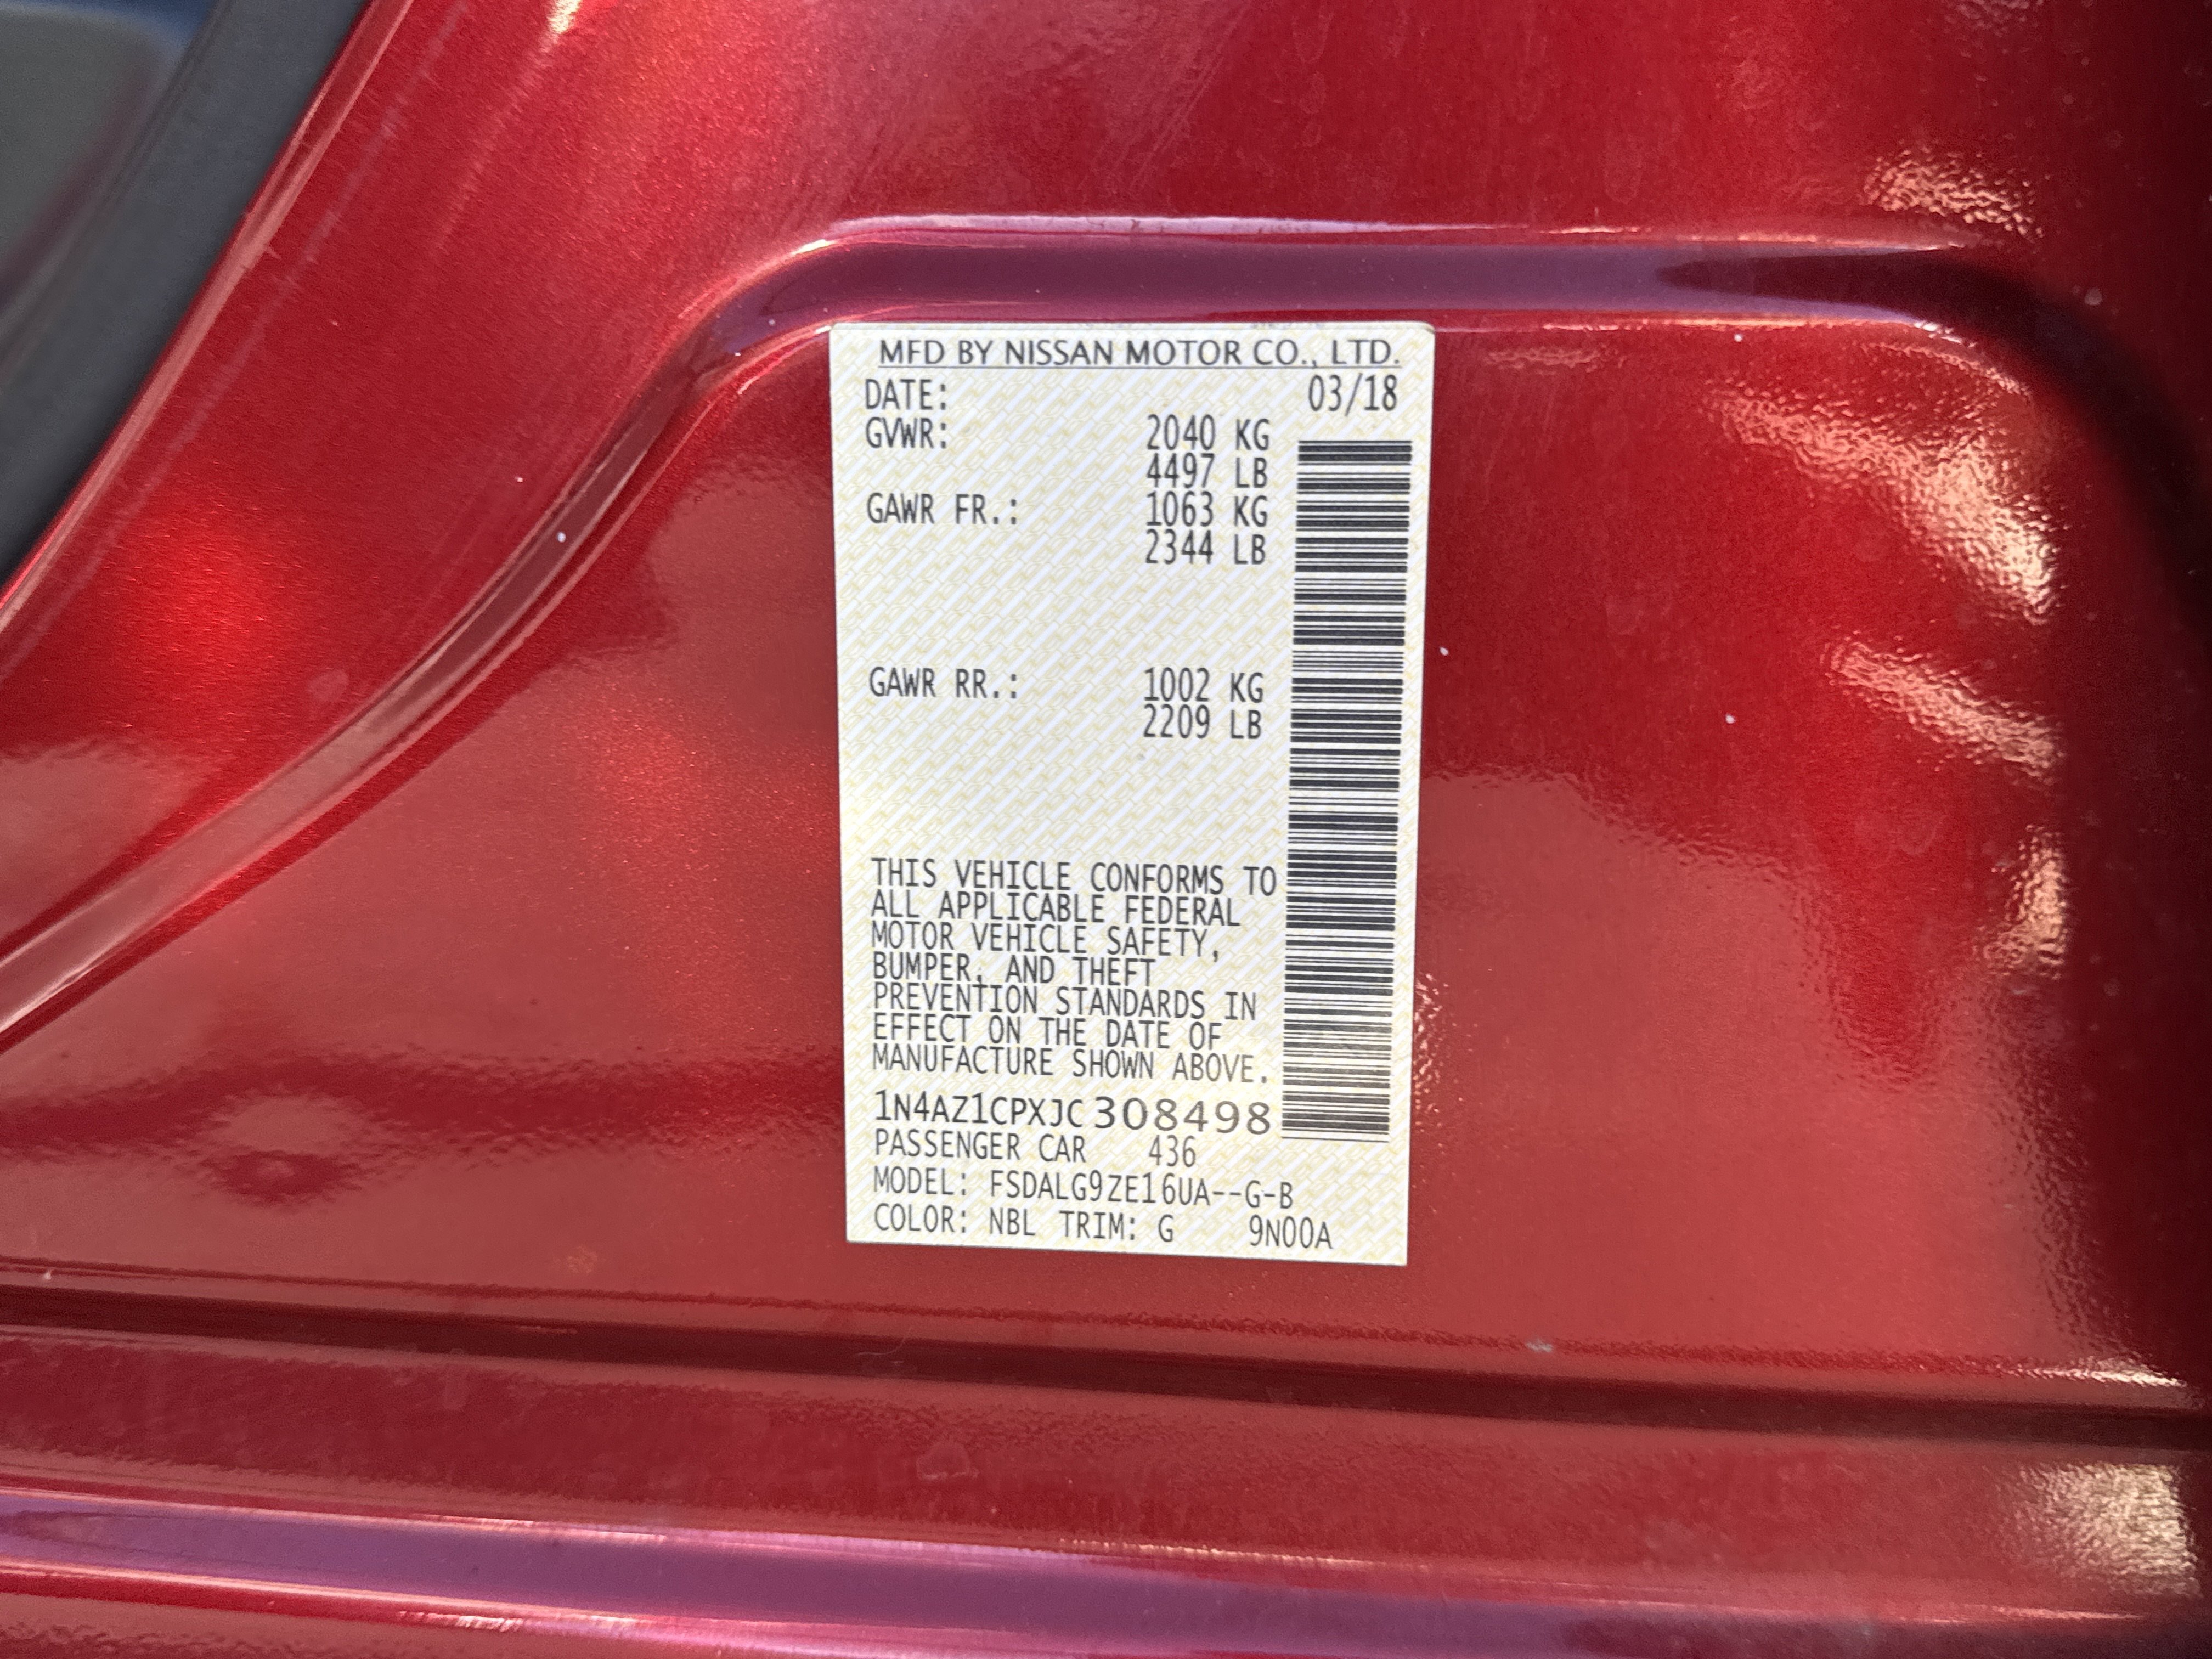 MFD BY NISSAN MOTOR CO., LTD.
DATE: 03/18
GVWR: 2040 KG
4497 LB
GAWR FR.: 1063 KG
2344 LB
GAWR RR.: 1002 KG
2209 LB
THIS VEHICLE CONFORMS TO
ALL APPLICABLE FEDERAL
MOTOR VEHICLE SAFETY,
BUMPER, AND THEFT
PREVENTION STANDARDS IN
EFFECT ON THE DATE OF
MANUFACTURE SHOWN ABOVE.
1N4AZ1CPXJC308498
PASSENGER CAR 436
MODEL: FSDALG9ZE16UA--G-B
COLOR: NBL TRIM: G 9N00A